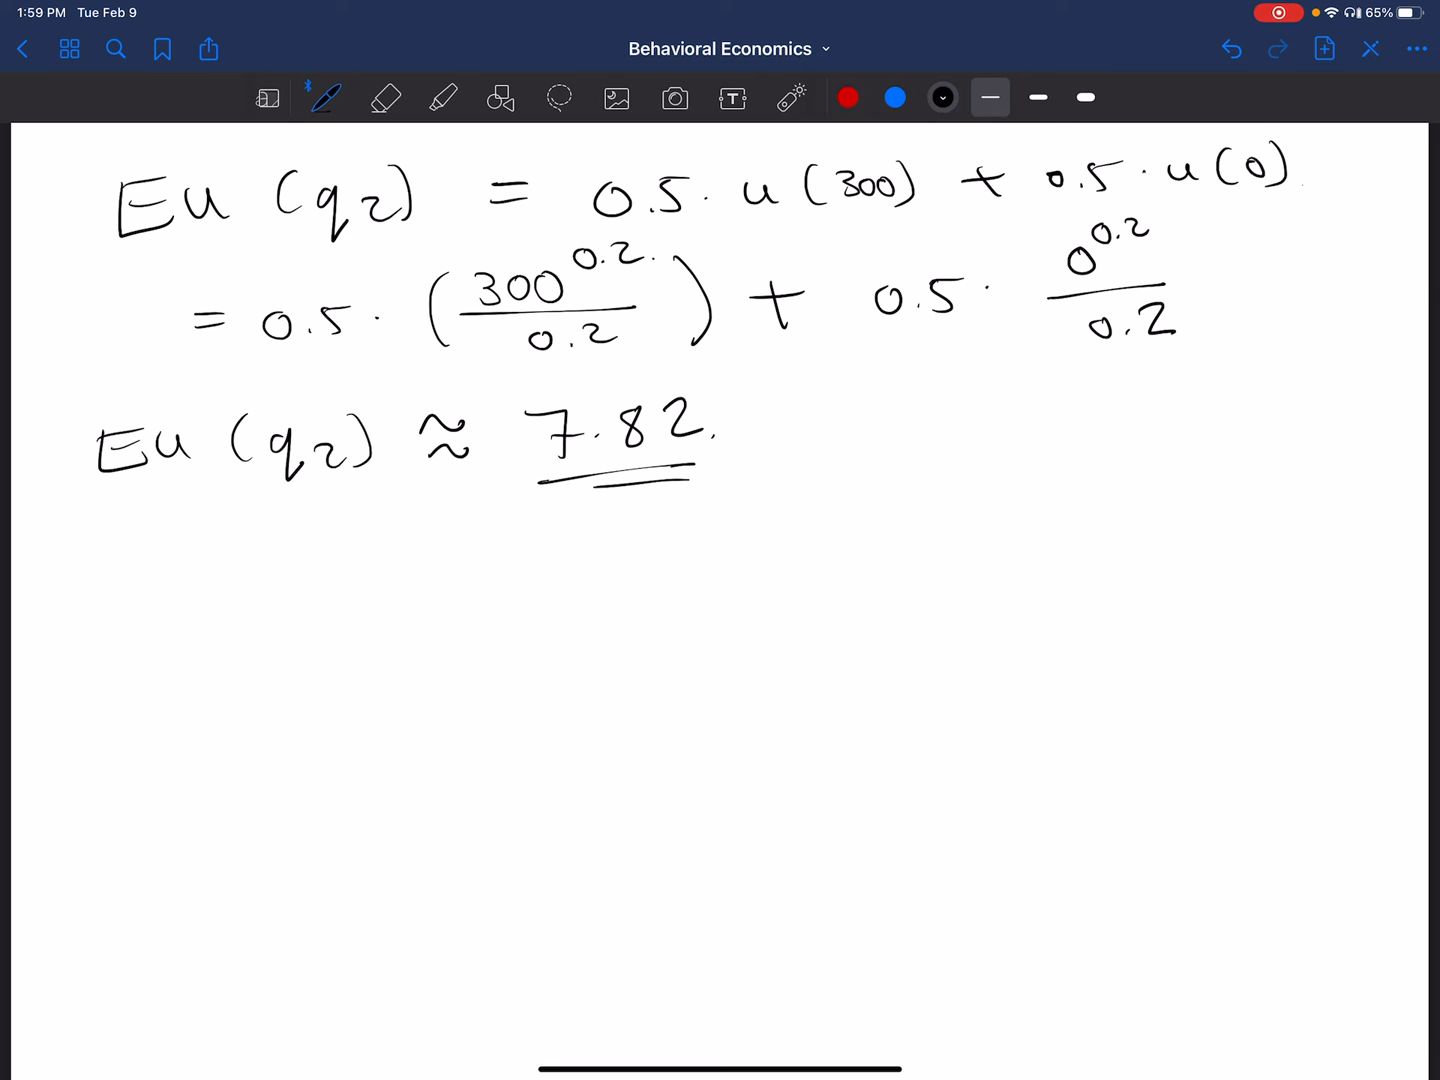 1:59 PM Tue Feb 9 65%
Behavioral Economics
T
Eu (q2) = 0.5 · u (300) + 0.5 · u (0)
= 0.5 · (300^0.2 / 0.2) + 0.5 · 0^0.2 / 0.2
Eu (q2) ≈ 7.82.